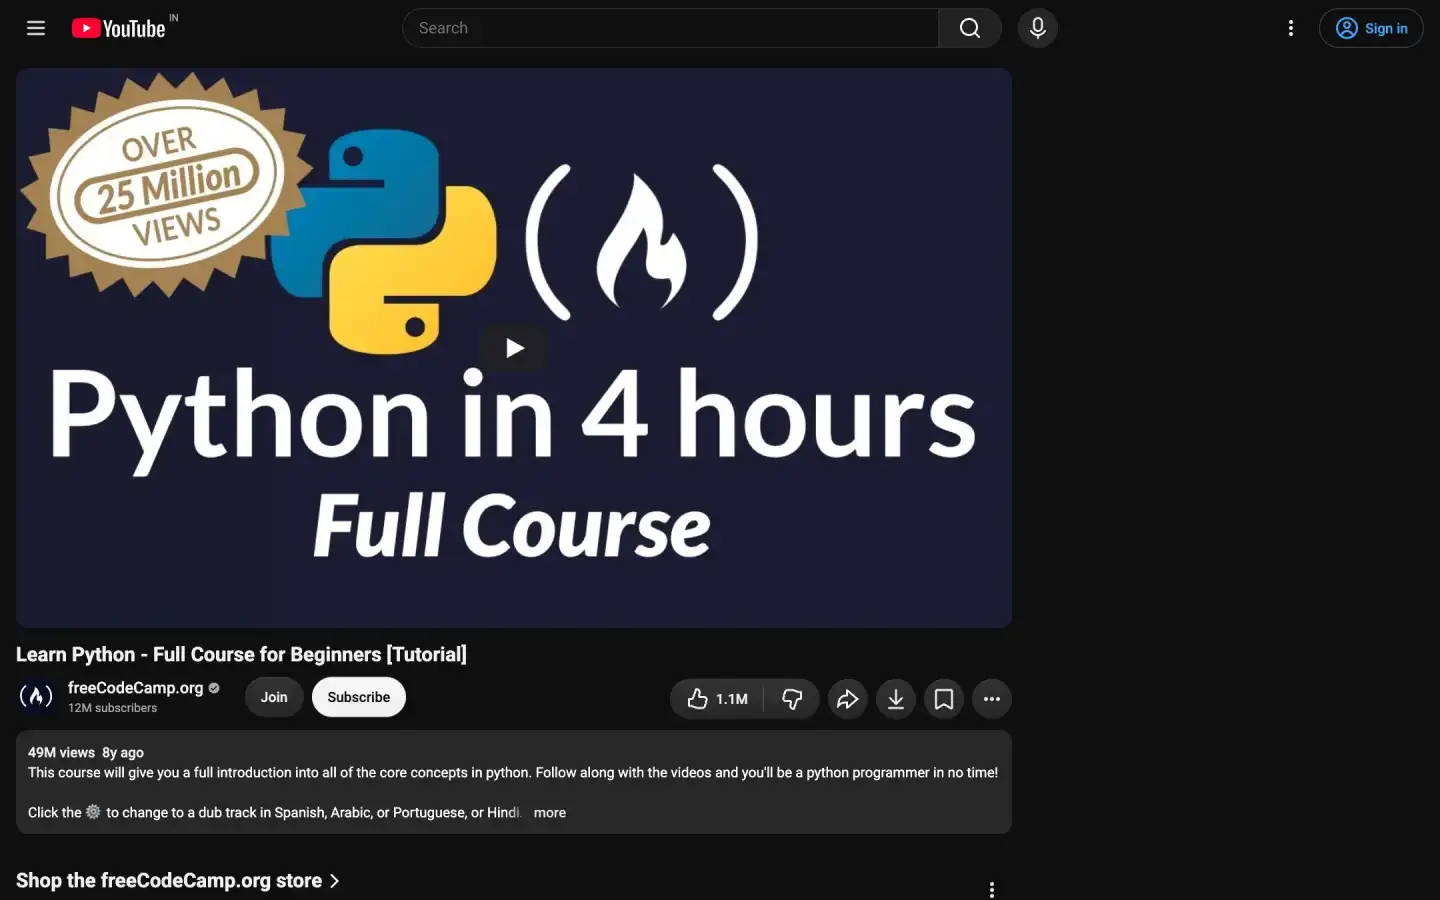 YouTube IN
Search
Sign in
OVER
25 Million
VIEWS
Python in 4 hours
Full Course
Learn Python - Full Course for Beginners [Tutorial]
freeCodeCamp.org
12M subscribers
Join
Subscribe
1.1M
49M views 8y ago
This course will give you a full introduction into all of the core concepts in python. Follow along with the videos and you'll be a python programmer in no time!
Click the ⚙️ to change to a dub track in Spanish, Arabic, or Portuguese, or Hindi. more
Shop the freeCodeCamp.org store